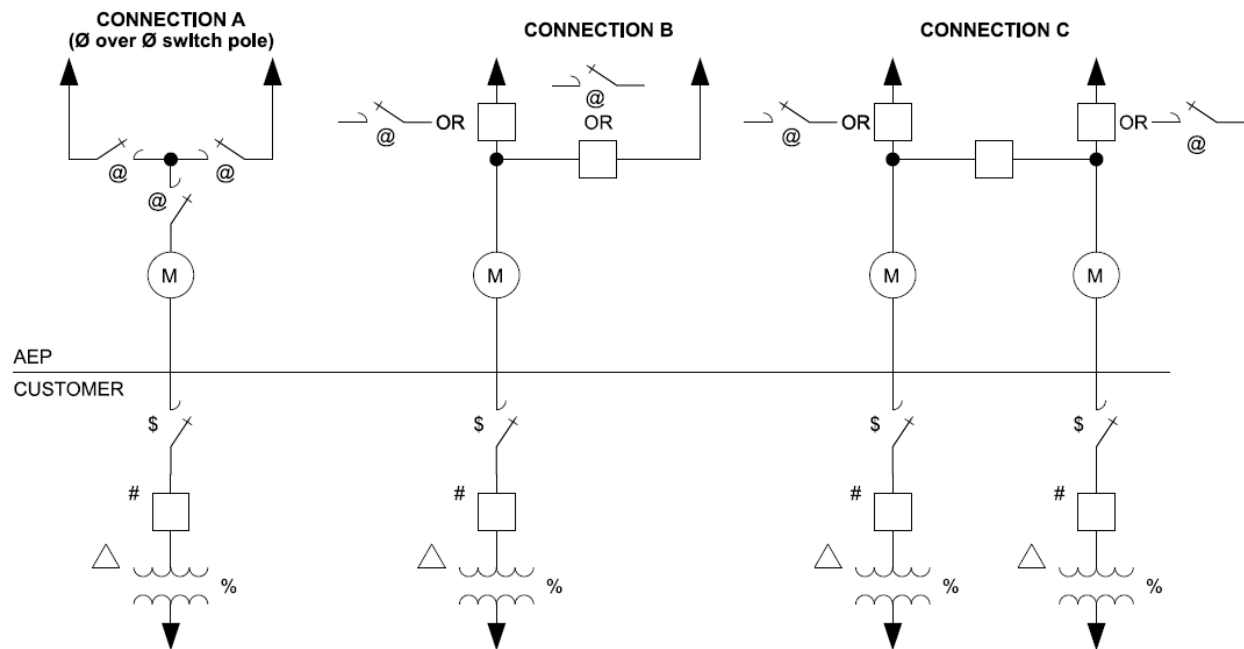 CONNECTION A
(Ø over Ø switch pole)
CONNECTION B
CONNECTION C
@
@ OR
OR
@ OR
OR @
@ @
@
M M M M
AEP
CUSTOMER
$ $ $ $
# # # #
% % % %